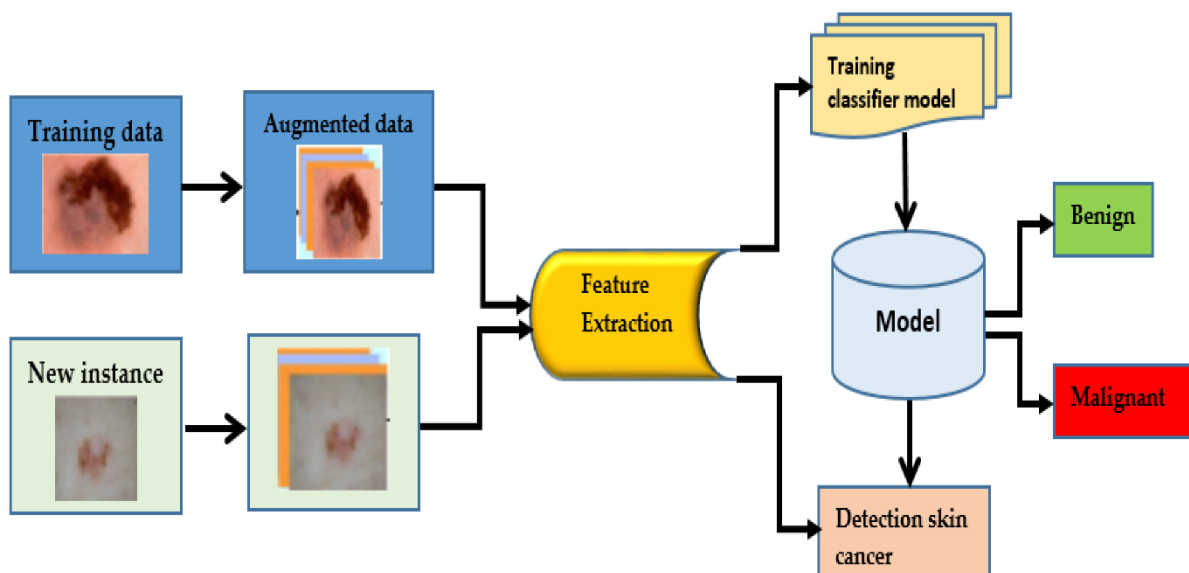 Training data
Augmented data
New instance
Feature
Extraction
Training
classifier model
Model
Benign
Malignant
Detection skin
cancer